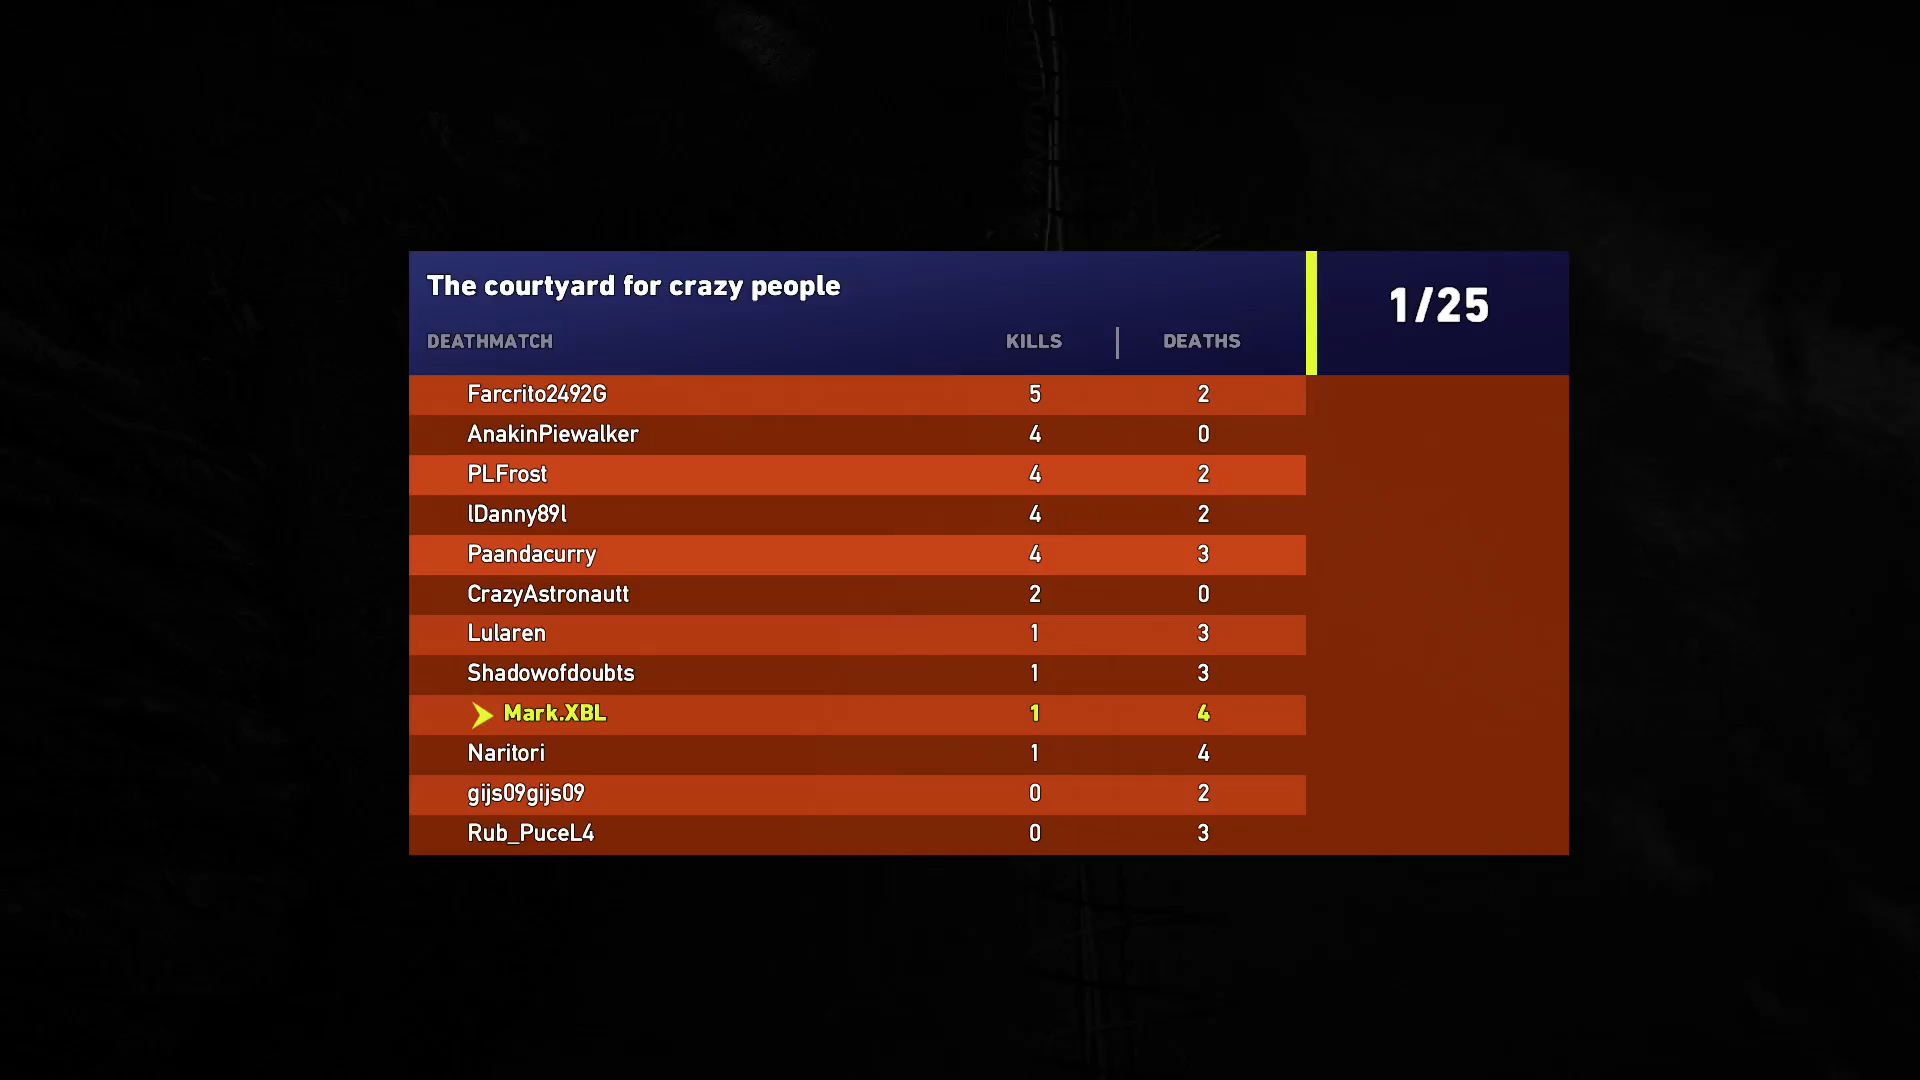 The courtyard for crazy people
1/25
DEATHMATCH KILLS | DEATHS
Farcrito2492G 5 2
AnakinPiewalker 4 0
PLFrost 4 2
lDanny89l 4 2
Paandacurry 4 3
CrazyAstronautt 2 0
Lularen 1 3
Shadowofdoubts 1 3
Mark.XBL 1 4
Naritori 1 4
gijs09gijs09 0 2
Rub_PuceL4 0 3